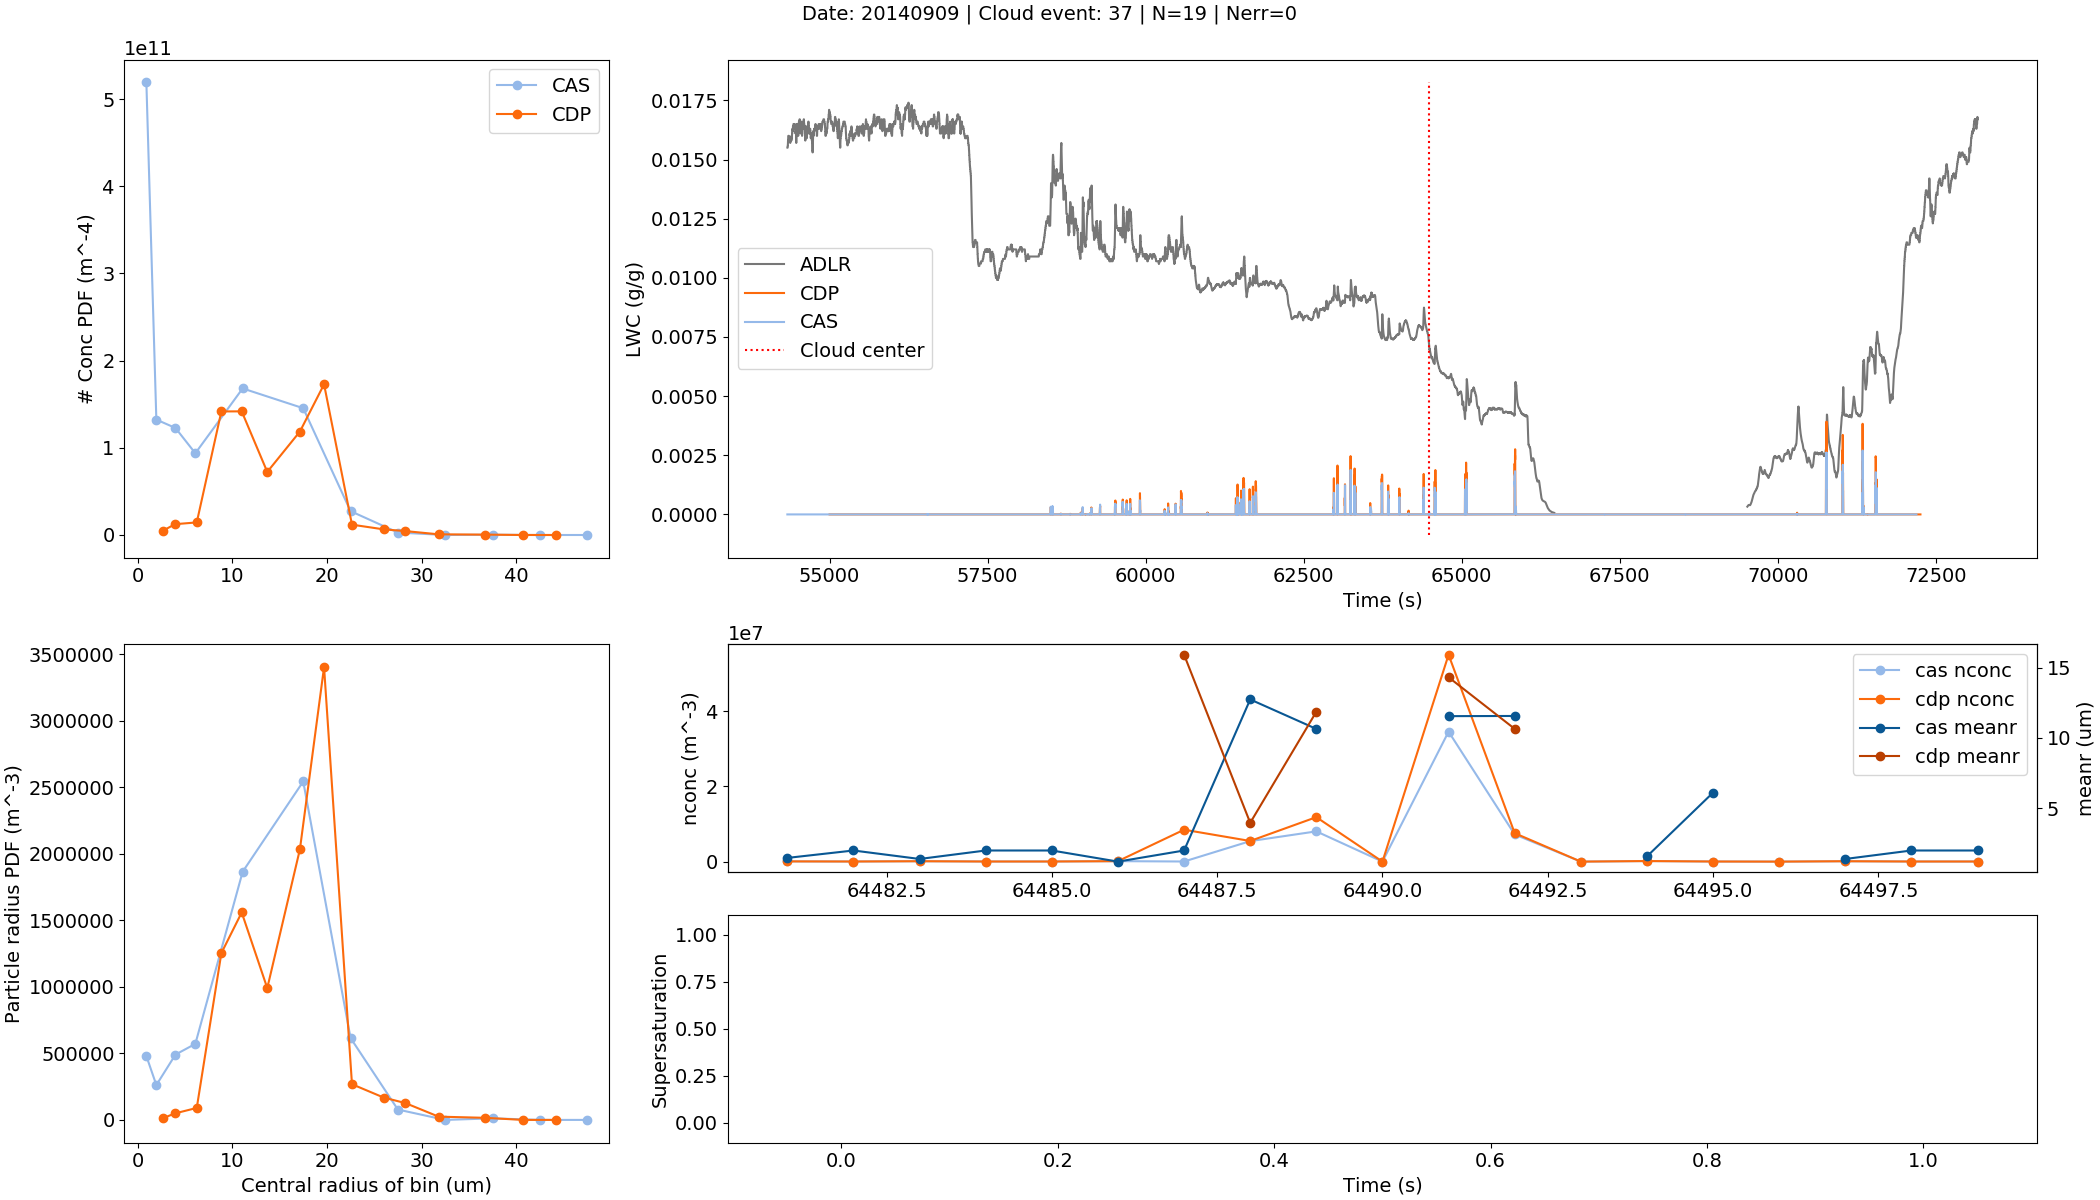 Date: 20140909 | Cloud event: 37 | N=19 | Nerr=0
1e11
# Conc PDF (m^-4)
5
4
3
2
1
0
0 10 20 30 40
CAS
CDP
LWC (g/g)
0.0175
0.0150
0.0125
0.0100
0.0075
0.0050
0.0025
0.0000
ADLR
CDP
CAS
Cloud center
55000 57500 60000 62500 65000 67500 70000 72500
Time (s)
Particle radius PDF (m^-3)
3500000
3000000
2500000
2000000
1500000
1000000
500000
0
0 10 20 30 40
Central radius of bin (um)
1e7
nconc (m^-3)
4
2
0
64482.5 64485.0 64487.5 64490.0 64492.5 64495.0 64497.5
cas nconc
cdp nconc
cas meanr
cdp meanr
15
10
5
meanr (um)
Supersaturation
1.00
0.75
0.50
0.25
0.00
0.0 0.2 0.4 0.6 0.8 1.0
Time (s)